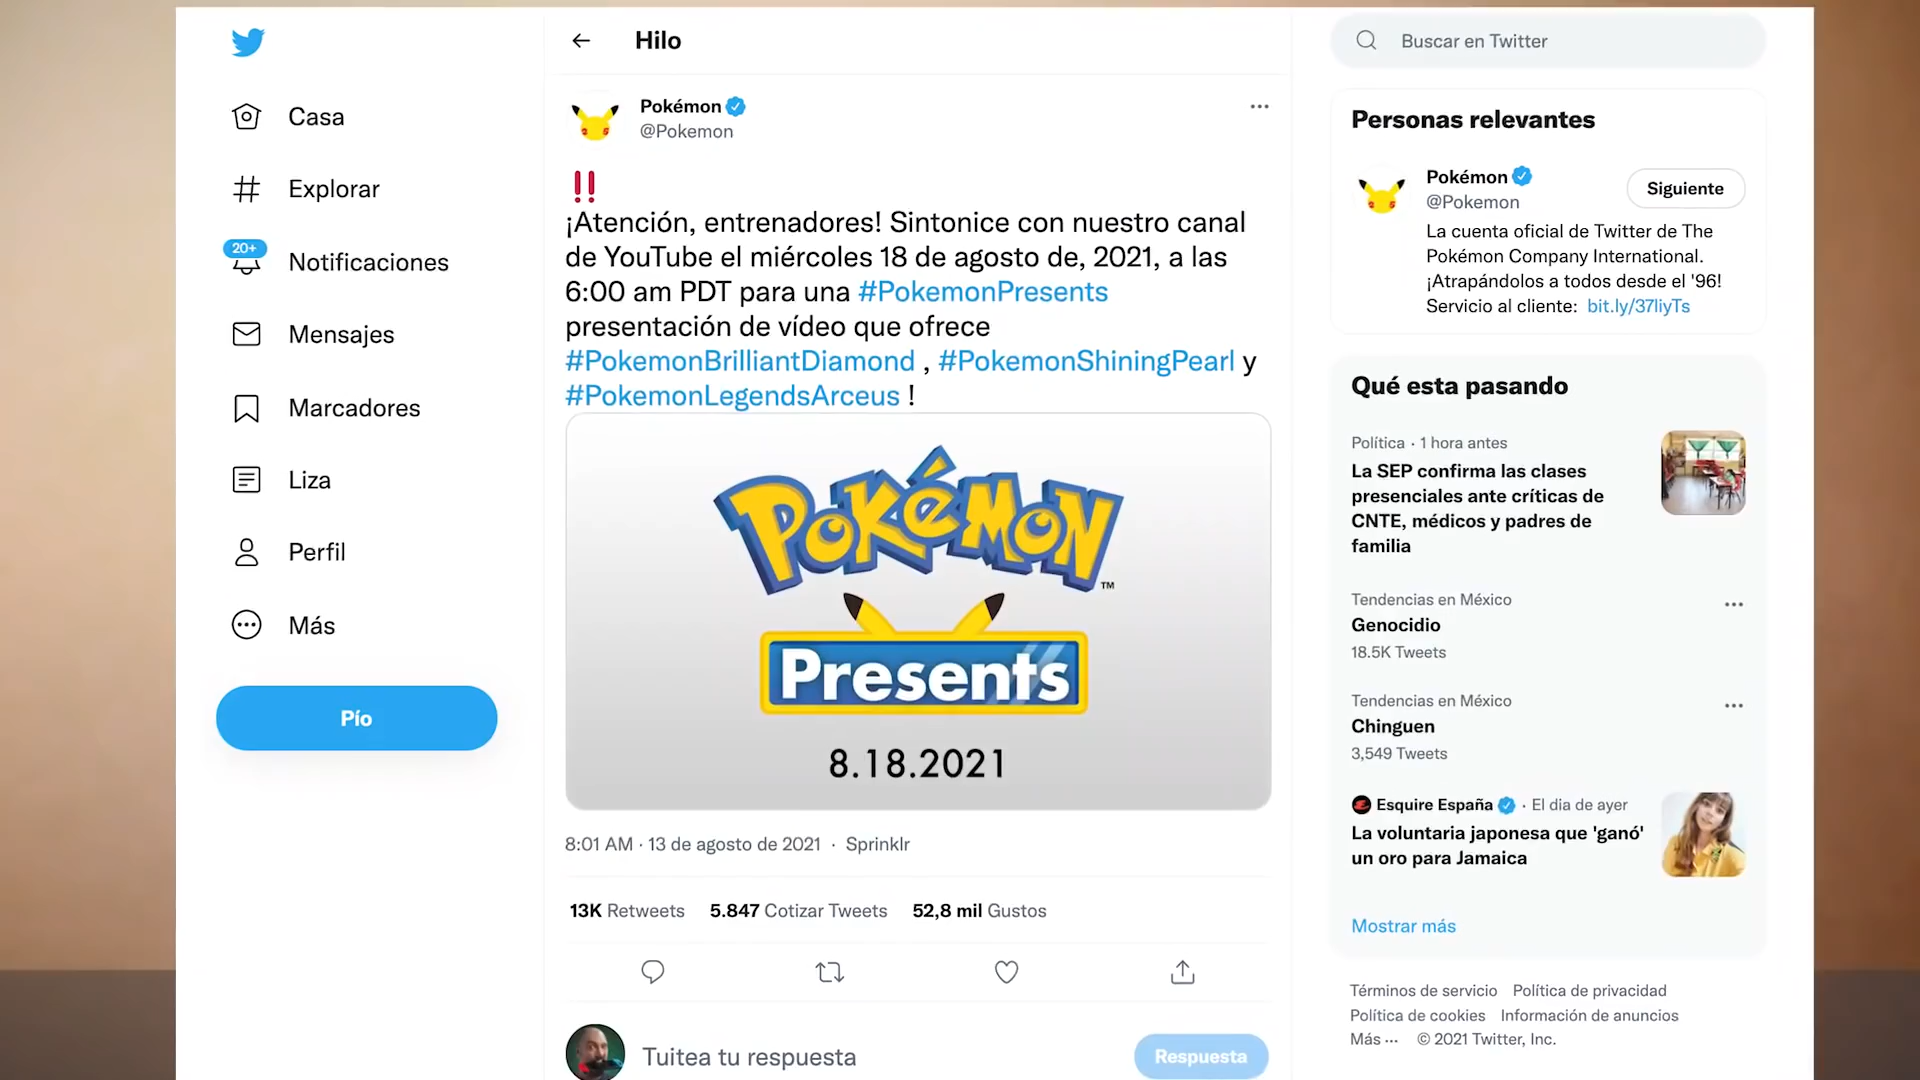 Casa
Explorar
20+
Notificaciones
Mensajes
Marcadores
Liza
Perfil
Más
Pío
Hilo
Pokémon
@Pokemon
‼
¡Atención, entrenadores! Sintonice con nuestro canal
de YouTube el miércoles 18 de agosto de, 2021, a las
6:00 am PDT para una #PokemonPresents
presentación de vídeo que ofrece
#PokemonBrilliantDiamond , #PokemonShiningPearl y
#PokemonLegendsArceus !
POKéMON
TM
Presents
8.18.2021
8:01 AM · 13 de agosto de 2021 · Sprinklr
13K Retweets 5.847 Cotizar Tweets 52,8 mil Gustos
Tuitea tu respuesta
Respuesta
Buscar en Twitter
Personas relevantes
Pokémon
@Pokemon
Siguiente
La cuenta oficial de Twitter de The
Pokémon Company International.
¡Atrapándolos a todos desde el '96!
Servicio al cliente: bit.ly/37liyTs
Qué esta pasando
Política · 1 hora antes
La SEP confirma las clases
presenciales ante críticas de
CNTE, médicos y padres de
familia
Tendencias en México
Genocidio
18.5K Tweets
Tendencias en México
Chinguen
3,549 Tweets
Esquire España · El dia de ayer
La voluntaria japonesa que 'ganó'
un oro para Jamaica
Mostrar más
Términos de servicio Política de privacidad
Política de cookies Información de anuncios
Más ··· © 2021 Twitter, Inc.